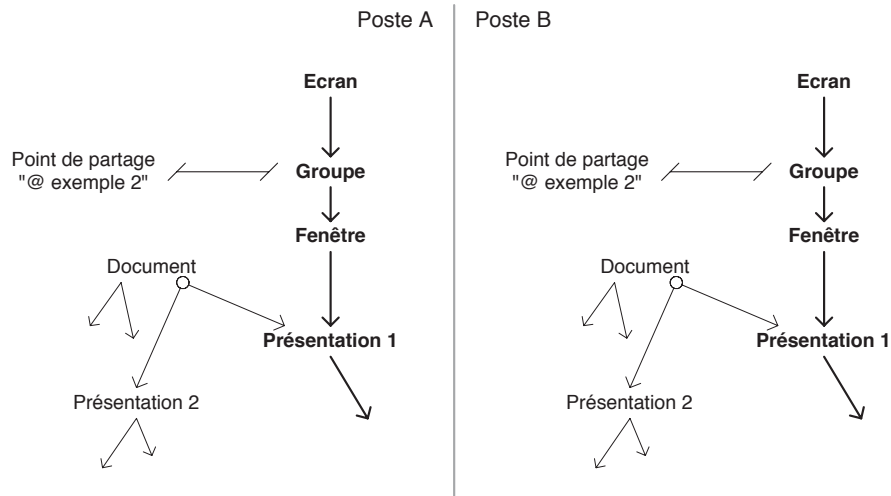 Poste A
Poste B
Ecran
Point de partage
"@ exemple 2"
Groupe
Fenêtre
Document
Présentation 1
Présentation 2
Ecran
Point de partage
"@ exemple 2"
Groupe
Fenêtre
Document
Présentation 1
Présentation 2